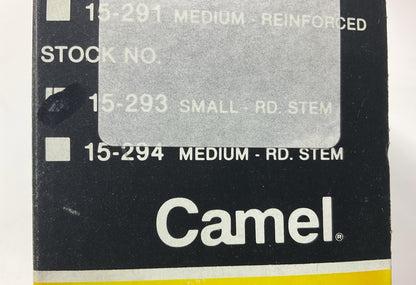 15-291 MEDIUM - REINFORCED
STOCK NO.
15-293 SMALL - RD. STEM
15-294 MEDIUM - RD. STEM
Camel®